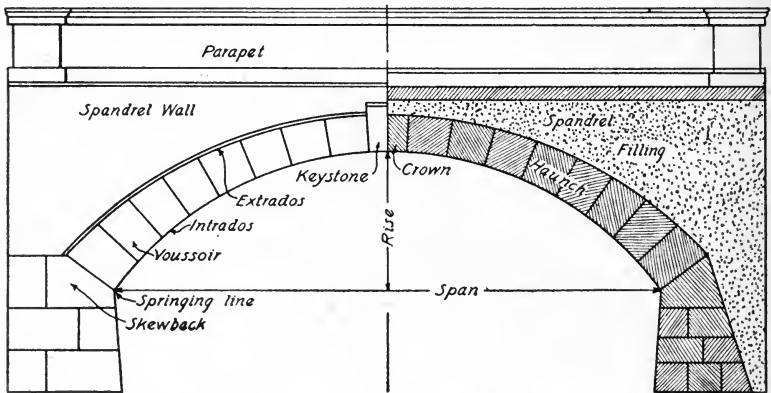 Parapet
Spandrel Wall
Spandrel
Filling
Keystone
Crown
Haunch
Extrados
Intrados
Rise
Voussoir
Span
Springing line
Skewback